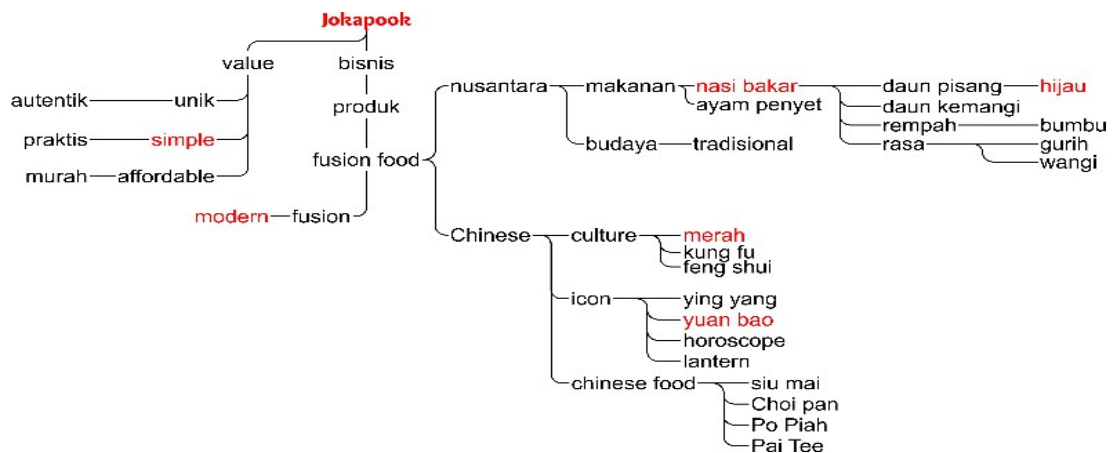 Jokapook
value bisnis
nusantara makanan nasi bakar daun pisang hijau
autentik unik produk ayam penyet daun kemangi
rempah bumbu
praktis simple budaya tradisional rasa gurih
fusion food wangi
murah affordable
modern fusion
Chinese culture merah
kung fu
feng shui
icon ying yang
yuan bao
horoscope
lantern
chinese food siu mai
Choi pan
Po Piah
Pai Tee